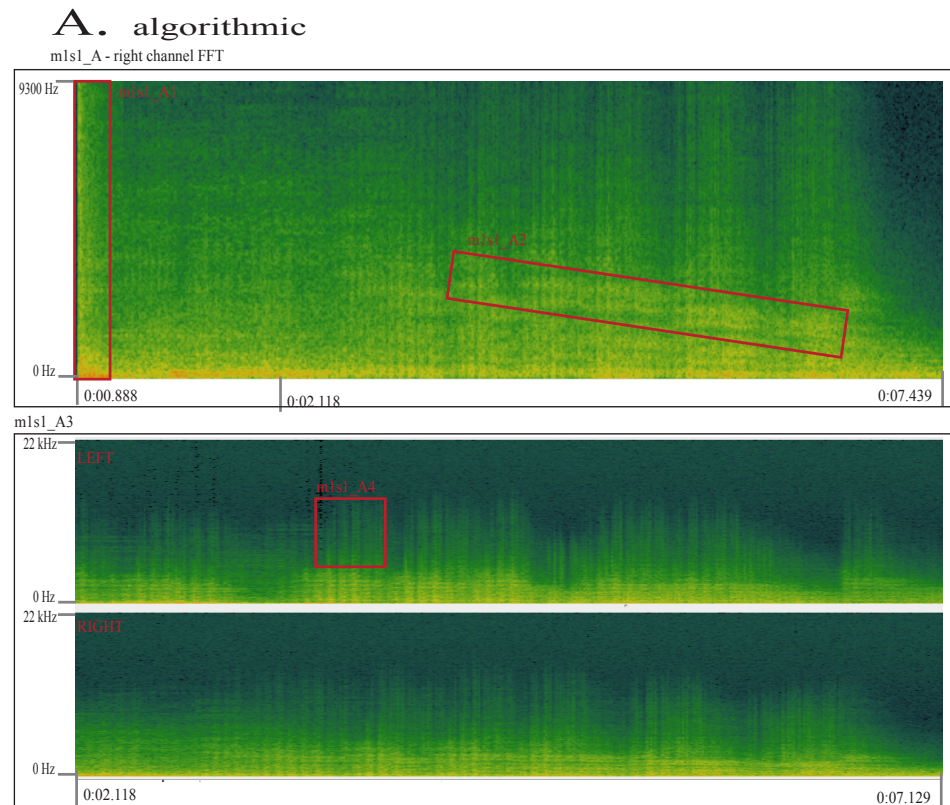 A. algorithmic
m1s1_A - right channel FFT
9300 Hz
m1s1_A1
m1s1_A2
0 Hz
0:00.888
0:02.118
0:07.439
m1s1_A3
22 kHz
LEFT
m1s1_A4
0 Hz
22 kHz
RIGHT
0 Hz
0:02.118
0:07.129